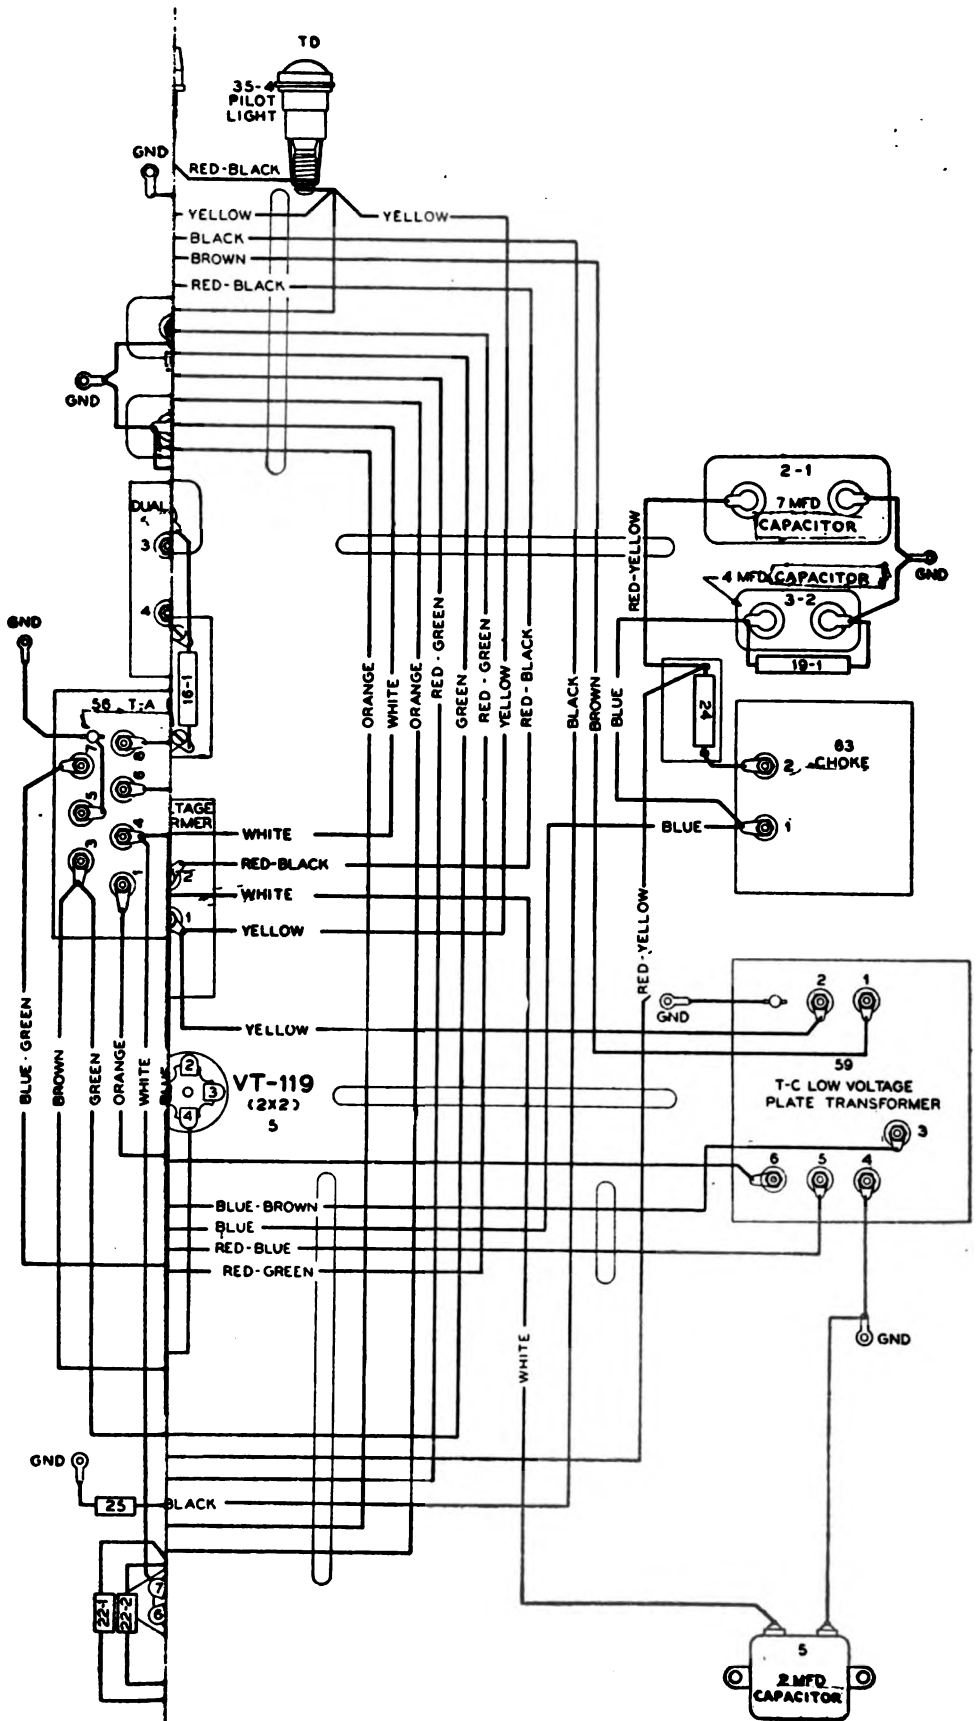 TD
35-4
PILOT
LIGHT
GND
RED-BLACK
YELLOW
YELLOW
BLACK
BROWN
RED-BLACK
GND
2-1
7 MFD
CAPACITOR
DUAL
3
4
RED-YELLOW
GND
4 MFD CAPACITOR
3-2
19-1
GND
16-1
ORANGE
WHITE
ORANGE
RED-GREEN
GREEN
RED-GREEN
YELLOW
RED-BLACK
BLACK
BROWN
BLUE
24
56 T-A
7
8
6
5
4
3
1
63
CHOKE
2
1
BLUE
TAGE
RMER
WHITE
RED-BLACK
2
WHITE
1
YELLOW
RED-YELLOW
GND
2
1
YELLOW
59
T-C LOW VOLTAGE
PLATE TRANSFORMER
3
6
5
4
BLUE-GREEN
BROWN
GREEN
ORANGE
WHITE
BLUE
2
3
4
VT-119
(2X2)
5
BLUE-BROWN
BLUE
RED-BLUE
RED-GREEN
WHITE
GND
GND
25
BLACK
22-1
22-2
7
6
5
2 MFD
CAPACITOR